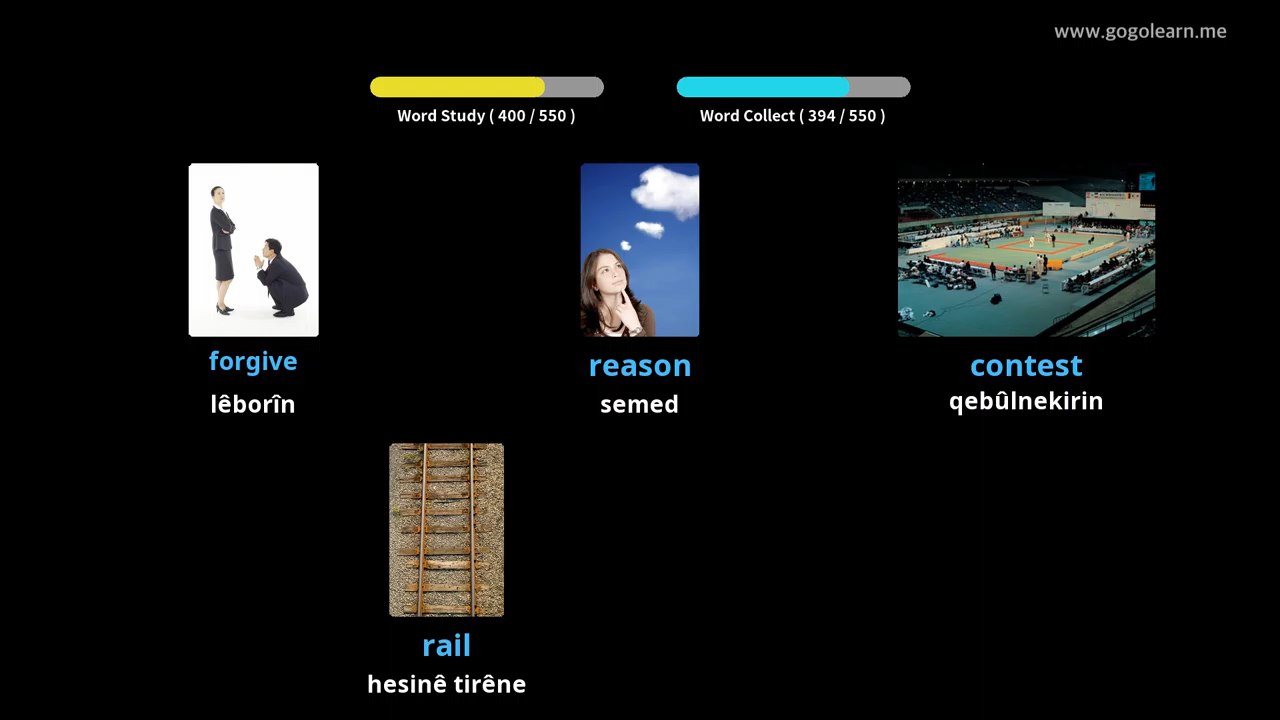 www.gogolearn.me
Word Study ( 400 / 550 )
Word Collect ( 394 / 550 )
forgive
lêborîn
reason
semed
contest
qebûlnekirin
rail
hesinê tirêne